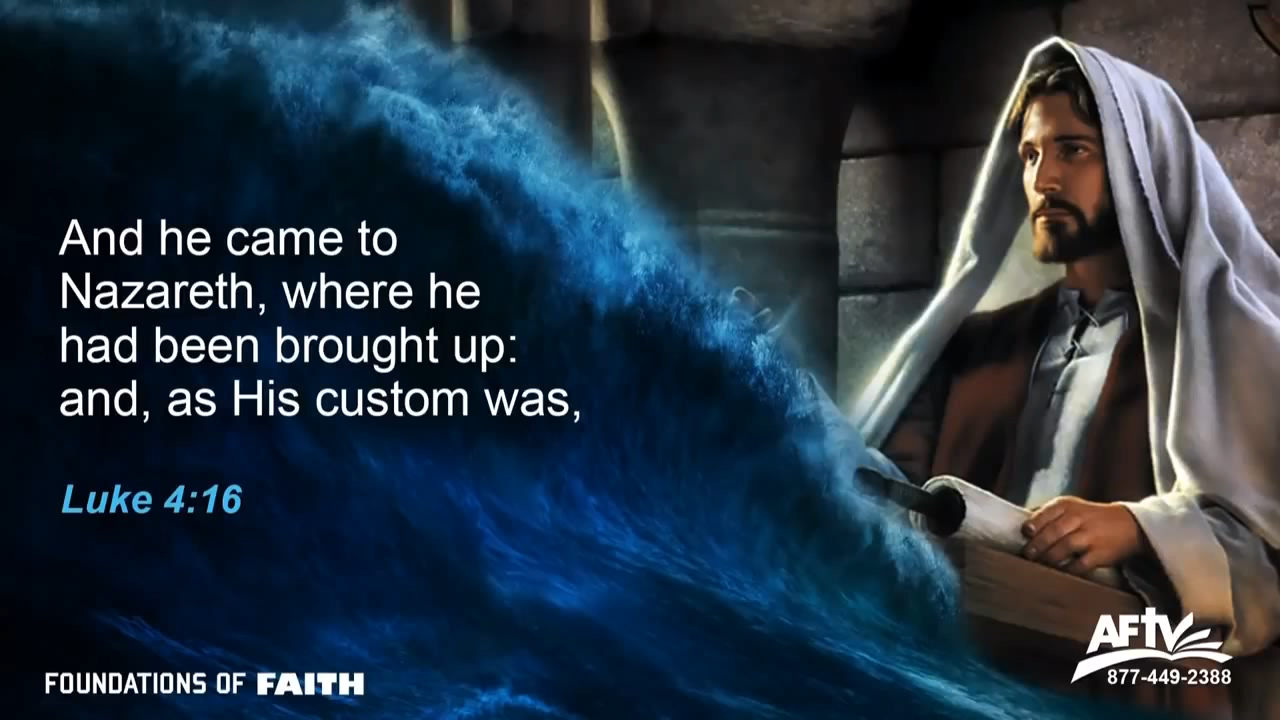 And he came to
Nazareth, where he
had been brought up:
and, as His custom was,
Luke 4:16
FOUNDATIONS OF FAITH
AFTV
877-449-2388